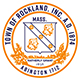 TOWN OF ROCKLAND, INC. A.D. 1874
MASS.
ABINGTON 1712